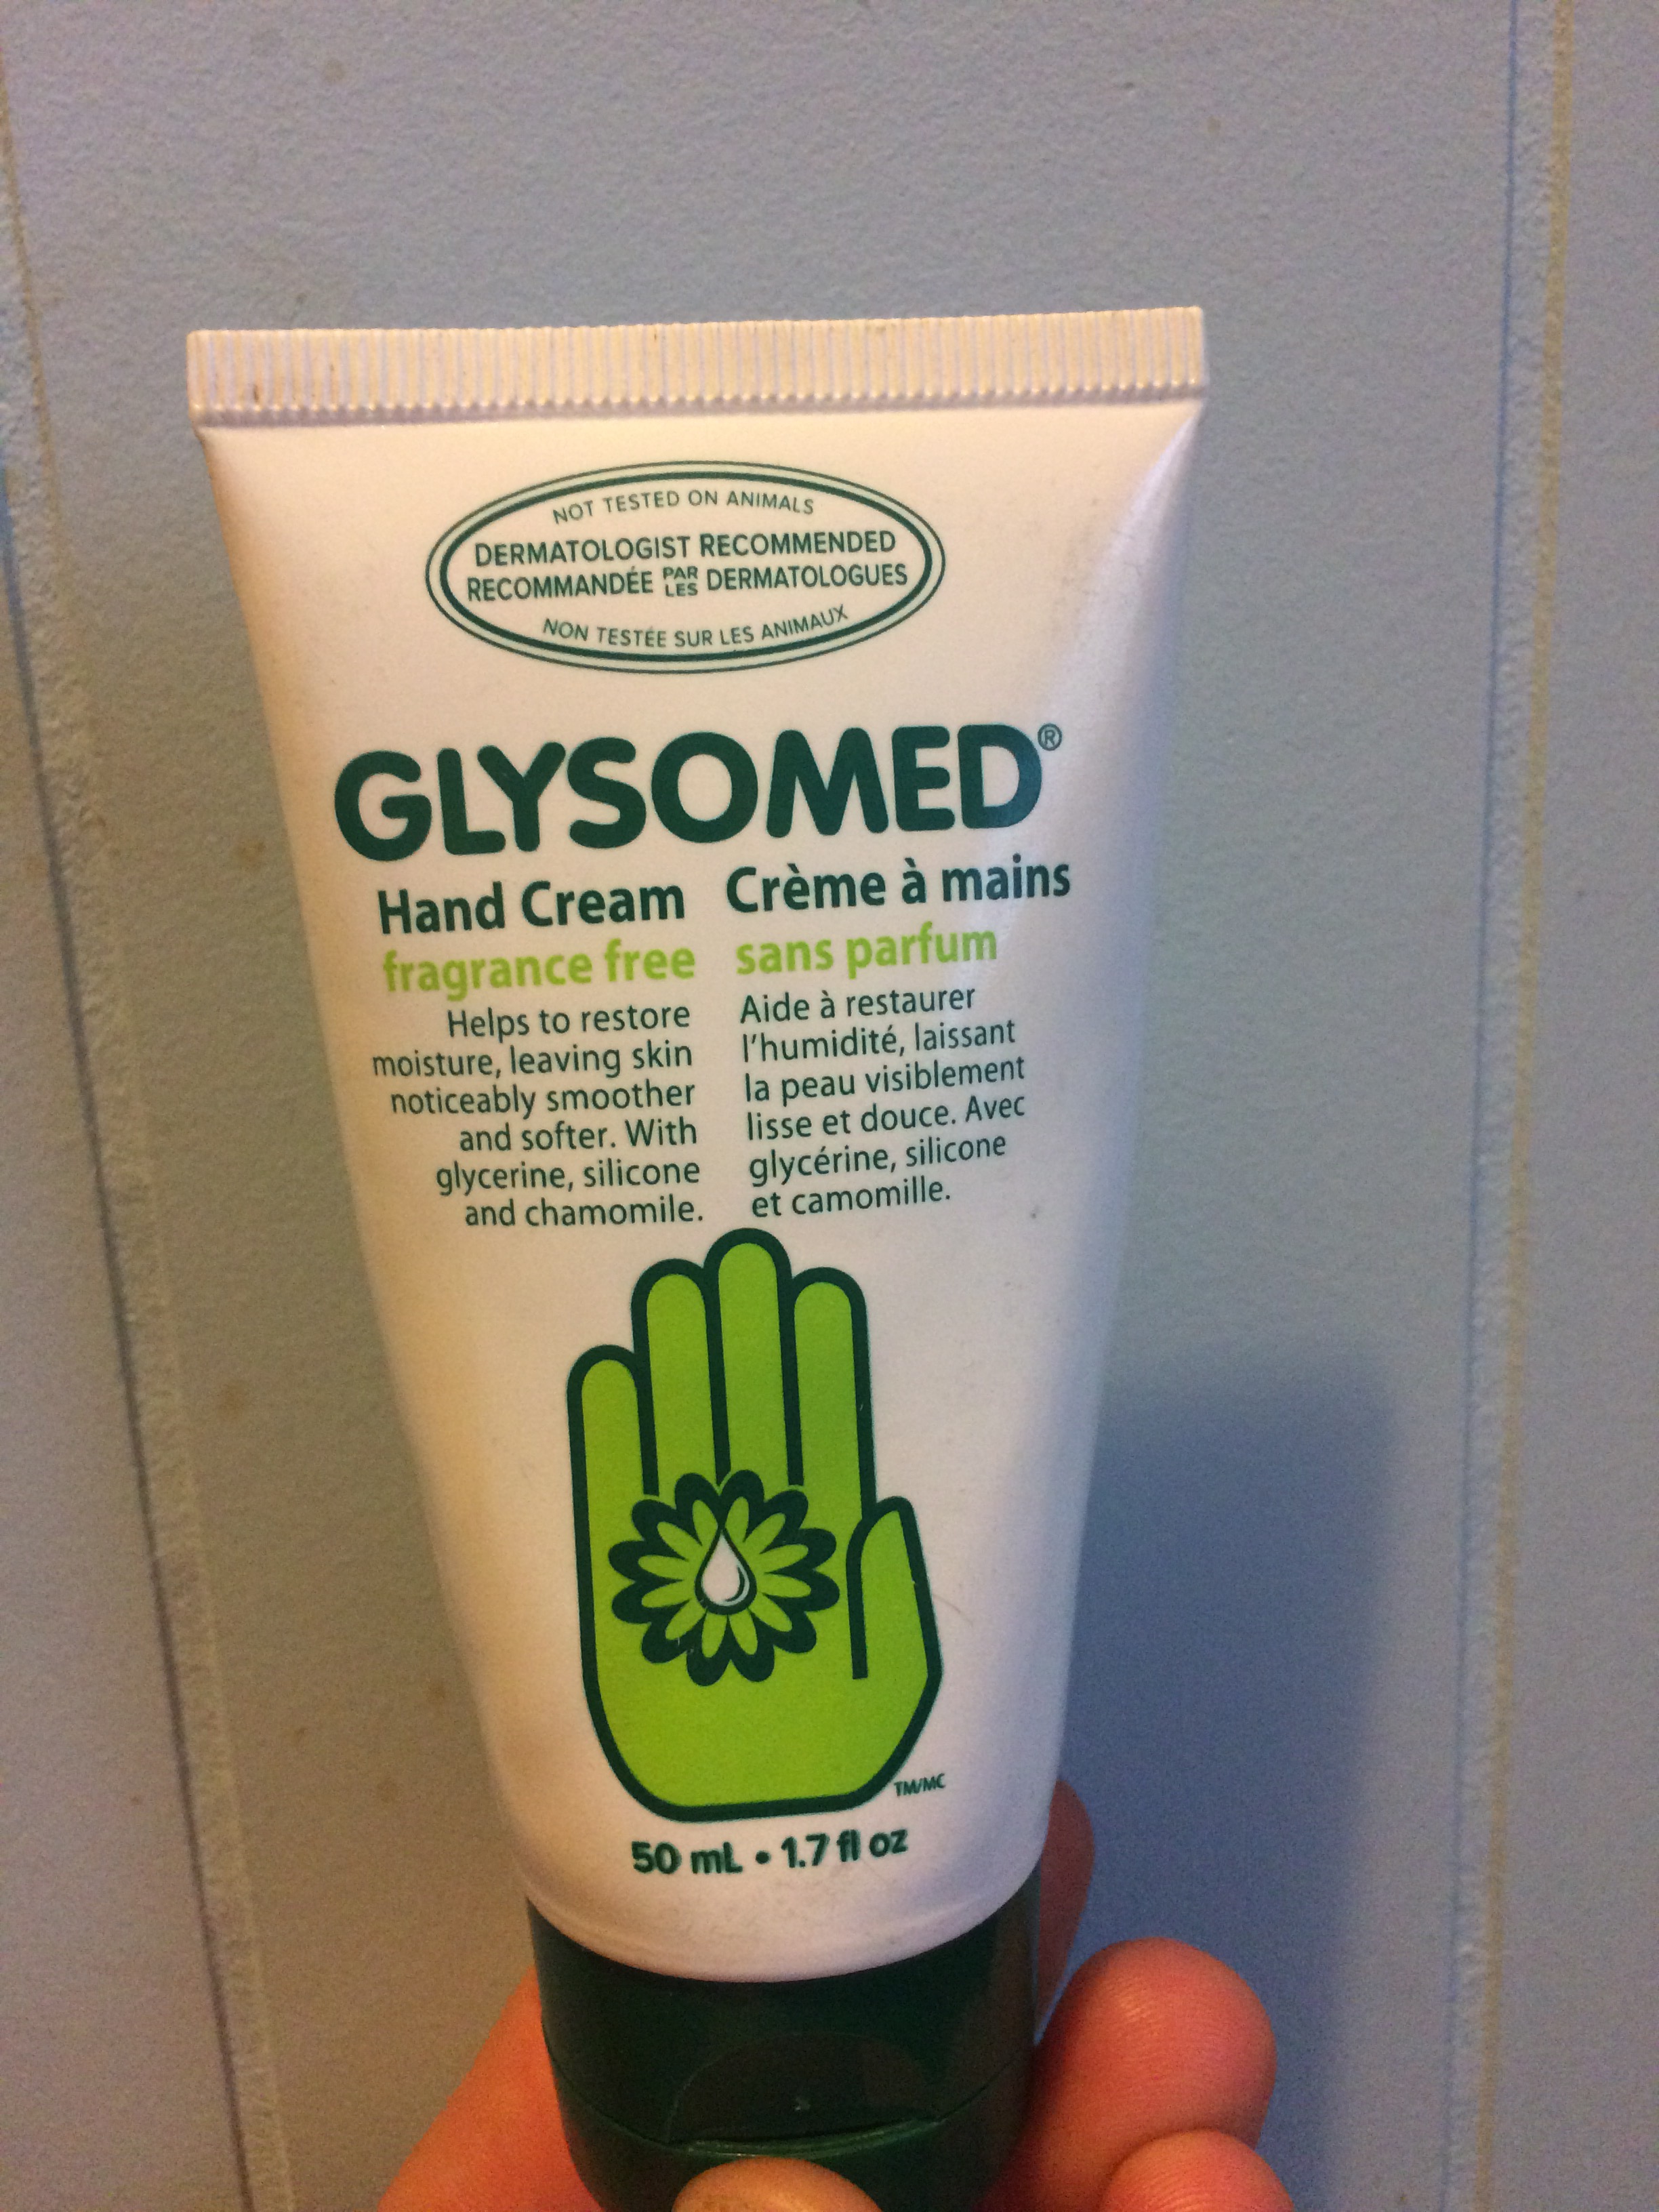 NOT TESTED ON ANIMALS
DERMATOLOGIST RECOMMENDED
RECOMMANDÉE PAR LES DERMATOLOGUES
NON TESTÉE SUR LES ANIMAUX
GLYSOMED®
Hand Cream
fragrance free
Helps to restore
moisture, leaving skin
noticeably smoother
and softer. With
glycerine, silicone
and chamomile.
Crème à mains
sans parfum
Aide à restaurer
l'humidité, laissant
la peau visiblement
lisse et douce. Avec
glycérine, silicone
et camomille.
TM/MC
50 mL • 1.7 fl oz